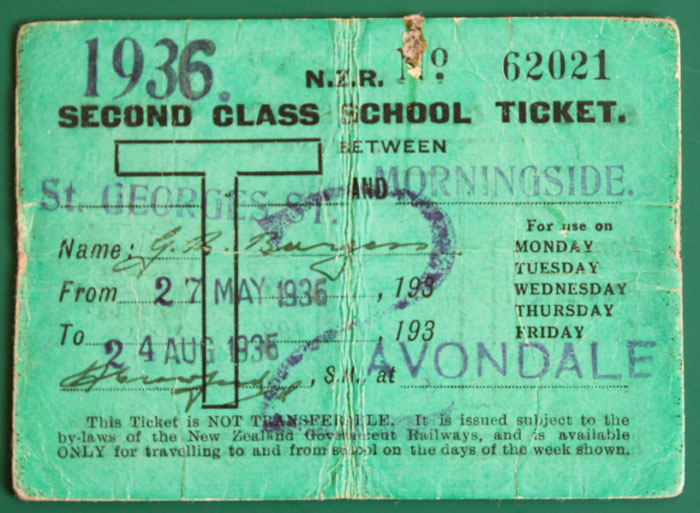 1936.
N.Z.R. No 62021
SECOND CLASS SCHOOL TICKET.
BETWEEN
St. GEORGES ST. AND MORNINGSIDE.
Name: G. B. Burgess
From 27 MAY 1936, 193
To 24 AUG 1936, 193
S.M. at AVONDALE
For use on
MONDAY
TUESDAY
WEDNESDAY
THURSDAY
FRIDAY
T
2
This Ticket is NOT TRANSFERABLE. It is issued subject to the
by-laws of the New Zealand Government Railways, and is available
ONLY for travelling to and from school on the days of the week shown.